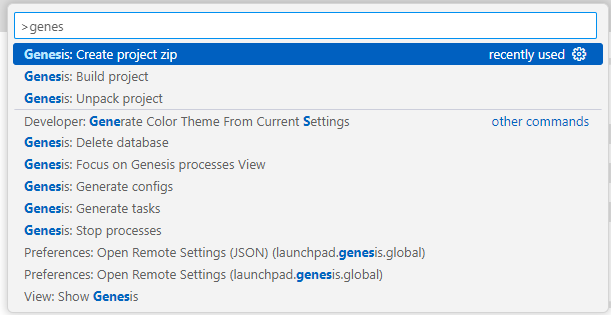 >genes
Genesis: Create project zip recently used
Genesis: Build project
Genesis: Unpack project
Developer: Generate Color Theme From Current Settings other commands
Genesis: Delete database
Genesis: Focus on Genesis processes View
Genesis: Generate configs
Genesis: Generate tasks
Genesis: Stop processes
Preferences: Open Remote Settings (JSON) (launchpad.genesis.global)
Preferences: Open Remote Settings (launchpad.genesis.global)
View: Show Genesis